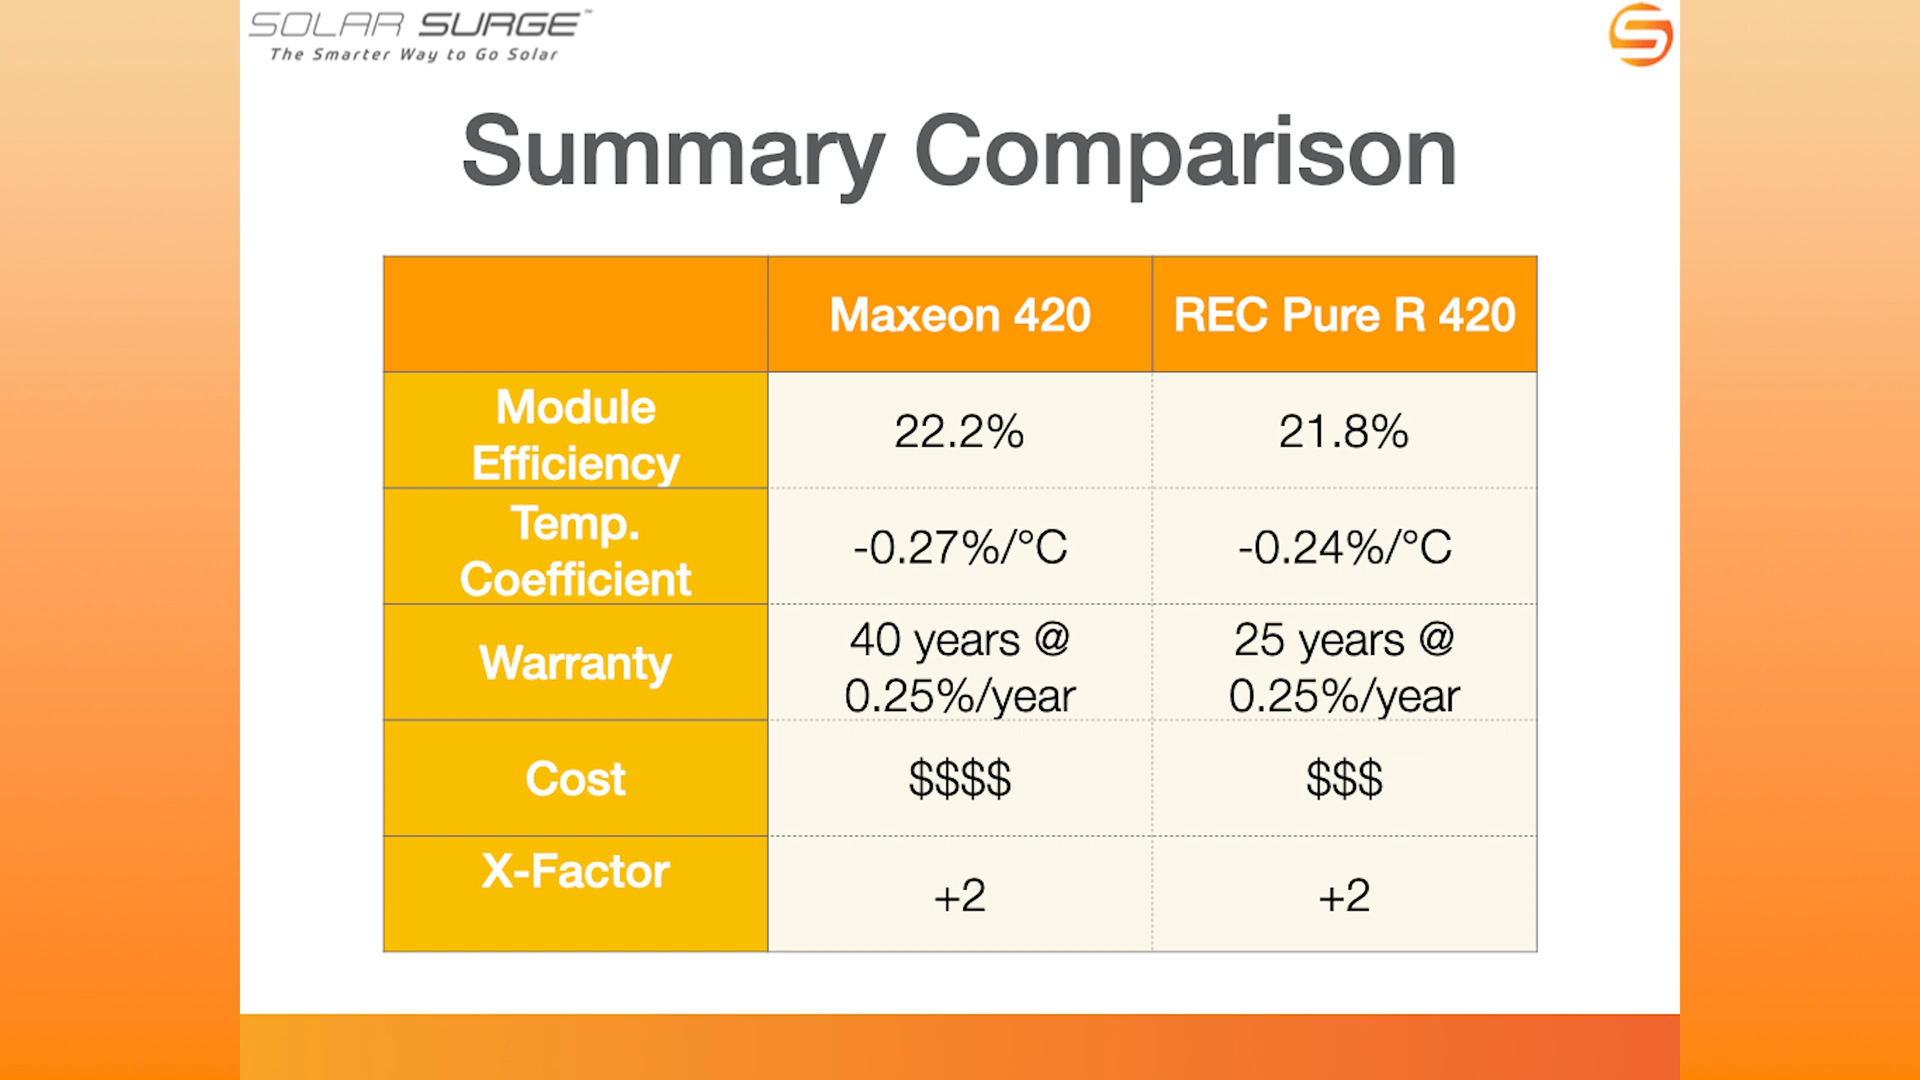 SOLAR SURGE™
The Smarter Way to Go Solar
S
Summary Comparison
Maxeon 420
REC Pure R 420
Module
Efficiency
22.2%
21.8%
Temp.
Coefficient
-0.27%/°C
-0.24%/°C
Warranty
40 years @
0.25%/year
25 years @
0.25%/year
Cost
$$$$
$$$
X-Factor
+2
+2